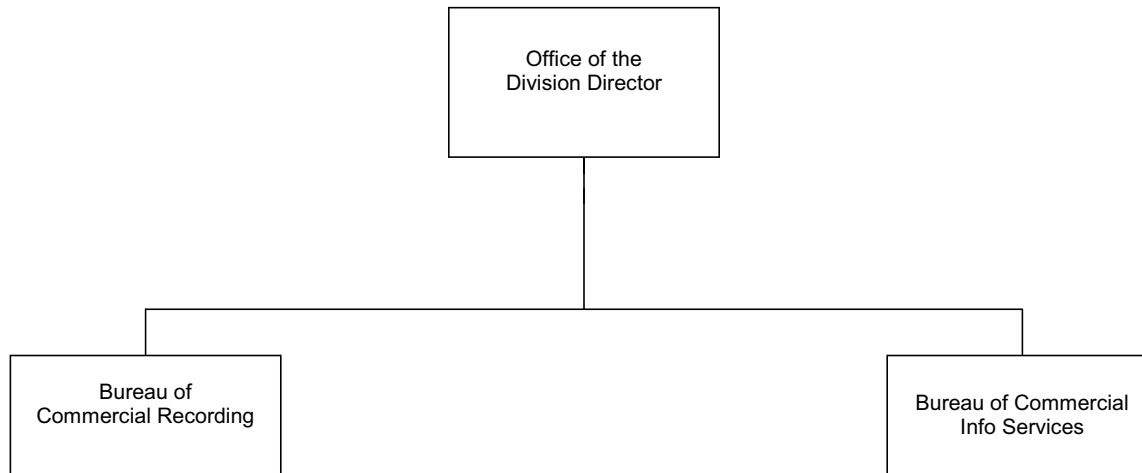 Office of the
Division Director
Bureau of
Commercial Recording
Bureau of Commercial
Info Services